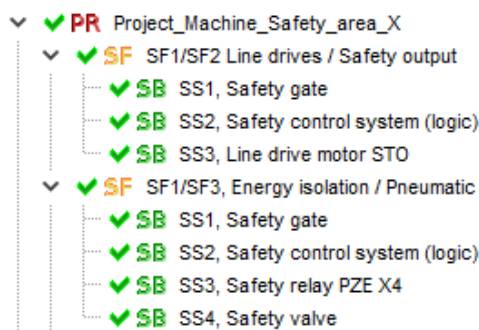 PR Project_Machine_Safety_area_X
SF SF1/SF2 Line drives / Safety output
SB SS1, Safety gate
SB SS2, Safety control system (logic)
SB SS3, Line drive motor STO
SF SF1/SF3, Energy isolation / Pneumatic
SB SS1, Safety gate
SB SS2, Safety control system (logic)
SB SS3, Safety relay PZE X4
SB SS4, Safety valve